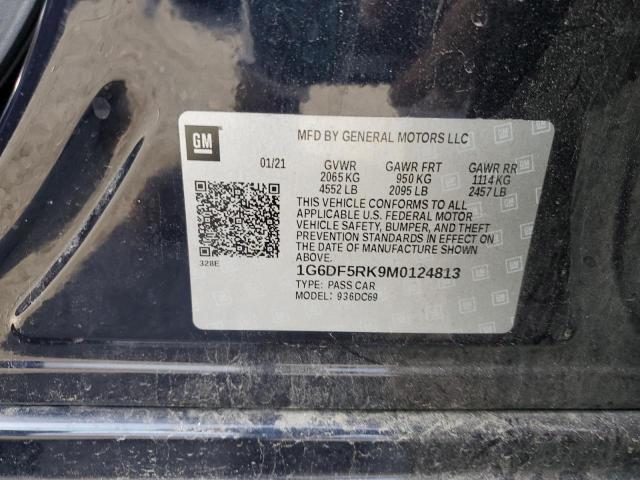 GM
MFD BY GENERAL MOTORS LLC
01/21 GVWR GAWR FRT GAWR RR
2065 KG 950 KG 1114 KG
4552 LB 2095 LB 2457 LB
THIS VEHICLE CONFORMS TO ALL
APPLICABLE U.S. FEDERAL MOTOR
VEHICLE SAFETY, BUMPER, AND THEFT
PREVENTION STANDARDS IN EFFECT ON
THE DATE OF MANUFACTURE SHOWN
ABOVE.
328E
1G6DF5RK9M0124813
TYPE: PASS CAR
MODEL: 936DC69